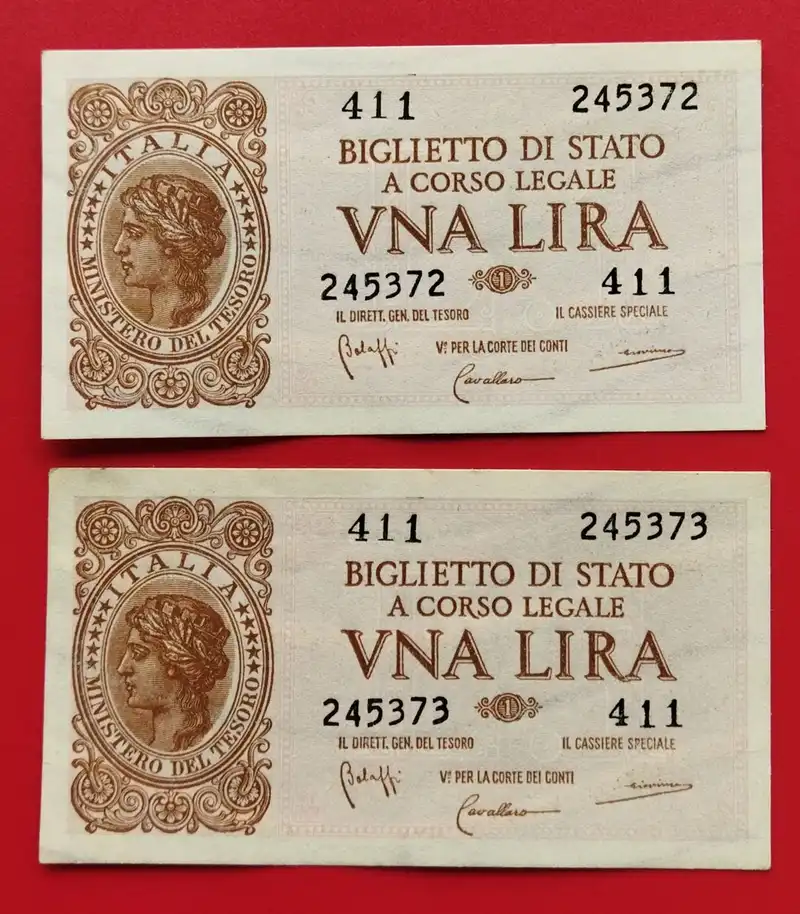 411 245372
ITALIA
MINISTERO DEL TESORO
BIGLIETTO DI STATO
A CORSO LEGALE
VNA LIRA
245372 1 411
IL DIRETT. GEN. DEL TESORO IL CASSIERE SPECIALE
Bolaffi Vº PER LA CORTE DEI CONTI
Cavallaro
411 245373
ITALIA
MINISTERO DEL TESORO
BIGLIETTO DI STATO
A CORSO LEGALE
VNA LIRA
245373 1 411
IL DIRETT. GEN. DEL TESORO IL CASSIERE SPECIALE
Bolaffi Vº PER LA CORTE DEI CONTI
Cavallaro